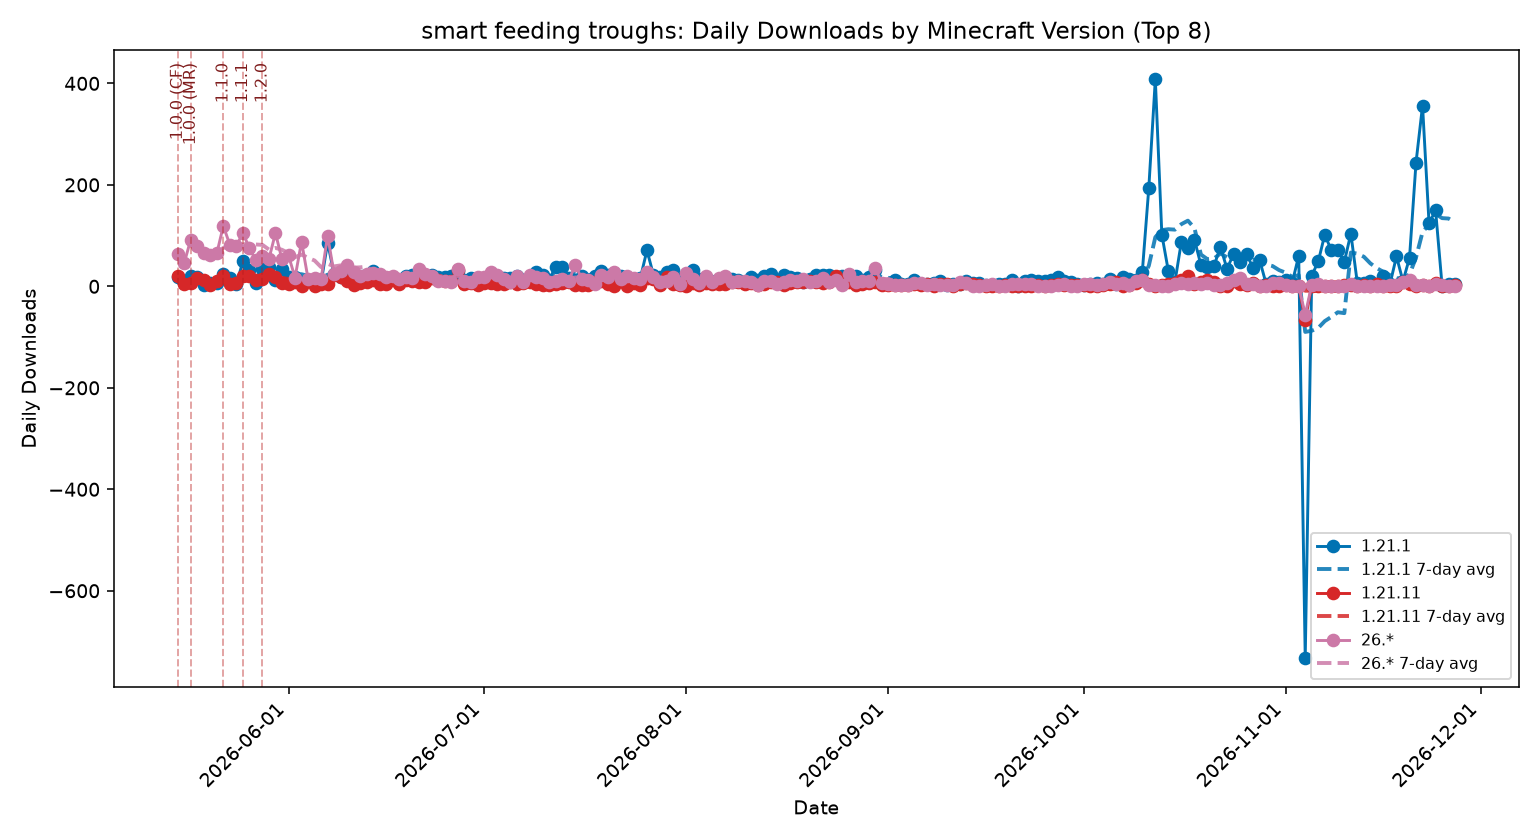 smart feeding troughs: Daily Downloads by Minecraft Version (Top 8)
1.0.0 (CF)
1.0.0 (MR)
1.1.0
1.1.1
1.2.0
Daily Downloads
400
200
0
−200
−400
−600
1.21.1
1.21.1 7-day avg
1.21.11
1.21.11 7-day avg
26.*
26.* 7-day avg
2026-06-01
2026-07-01
2026-08-01
2026-09-01
2026-10-01
2026-11-01
2026-12-01
Date